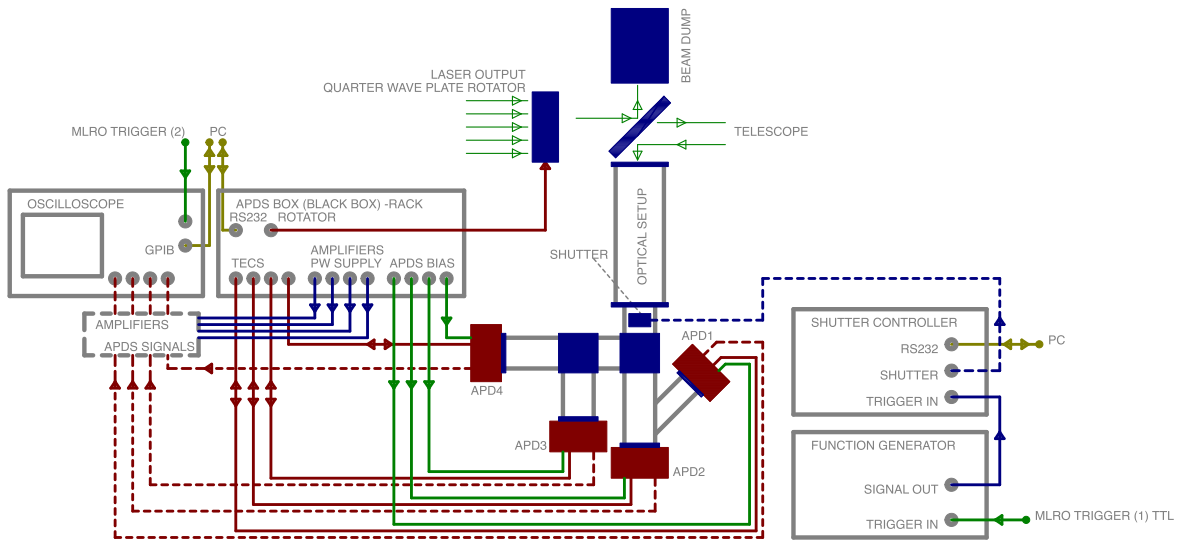 BEAM DUMP
LASER OUTPUT
QUARTER WAVE PLATE ROTATOR
MLRO TRIGGER (2)
PC
TELESCOPE
OSCILLOSCOPE
GPIB
APDS BOX (BLACK BOX) -RACK
RS232 ROTATOR
AMPLIFIERS
TECS PW SUPPLY APDS BIAS
OPTICAL SETUP
SHUTTER
AMPLIFIERS
APDS SIGNALS
APD1
APD4
APD3
APD2
SHUTTER CONTROLLER
RS232
PC
SHUTTER
TRIGGER IN
FUNCTION GENERATOR
SIGNAL OUT
TRIGGER IN
MLRO TRIGGER (1) TTL